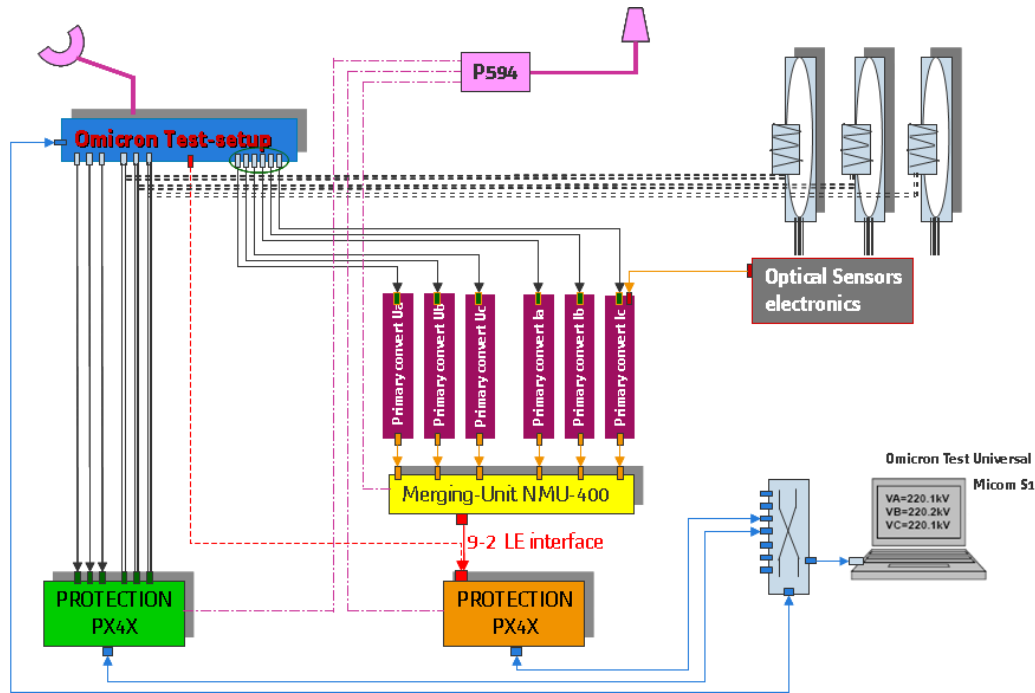 P594
Omicron Test-setup
Optical Sensors
electronics
Primary convert Ua
Primary convert Ub
Primary convert Uc
Primary convert Ia
Primary convert Ib
Primary convert Ic
Omicron Test Universal
Micom S1
VA=220.1kV
VB=220.2kV
VC=220.1kV
Merging-Unit NMU-400
9-2 LE interface
PROTECTION
PX4X
PROTECTION
PX4X